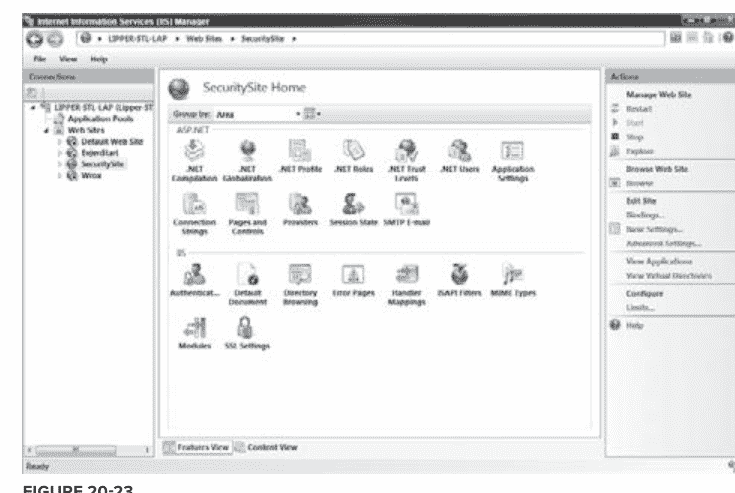 Internet Information Services (IIS) Manager
LIPPER-STL-LAP ▸ Web Sites ▸ SecuritySite ▸
File View Help
Connections
LIPPER-STL-LAP (Lipper-ST
Application Pools
Web Sites
Default Web Site
SecuritySite
Wrox
SecuritySite Home
Group by: Area
ASP.NET
.NET Compilation
.NET Globalization
.NET Profile
.NET Roles
.NET Trust Levels
.NET Users
Application Settings
Connection Strings
Pages and Controls
Providers
Session State
SMTP E-mail
IIS
Authenticat...
Default Document
Directory Browsing
Error Pages
Handler Mappings
ISAPI Filters
MIME Types
Modules
SSL Settings
Features View
Content View
Actions
Manage Web Site
Restart
Start
Stop
Explore
Browse Web Site
Browse
Edit Site
Bindings...
Basic Settings...
Advanced Settings...
View Applications
View Virtual Directories
Configure
Limits...
Help
Ready
FIGURE 20-23